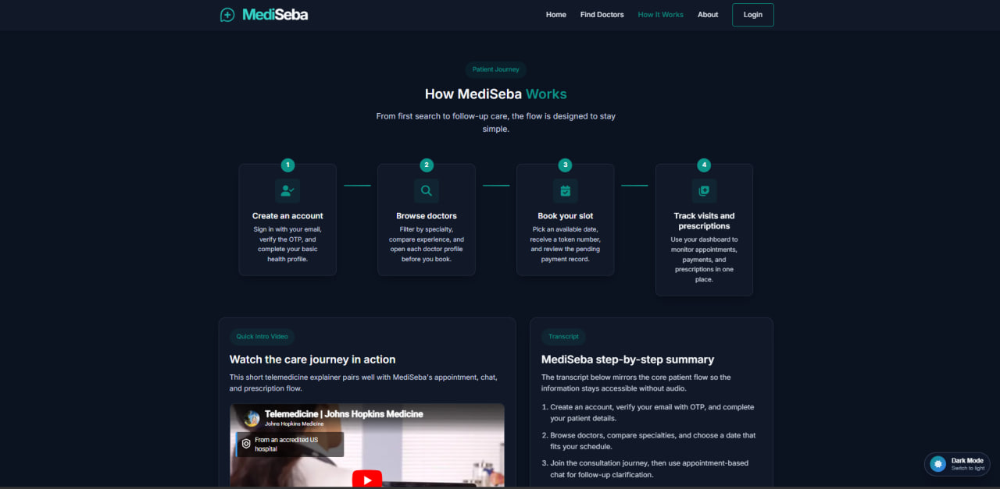 MediSeba
Home Find Doctors How It Works About Login
Patient Journey
How MediSeba Works
From first search to follow-up care, the flow is designed to stay
simple.
1
Create an account
Sign in with your email,
verify the OTP, and
complete your basic
health profile.
2
Browse doctors
Filter by specialty,
compare experience, and
open each doctor profile
before you book.
3
Book your slot
Pick an available date,
receive a token number,
and review the pending
payment record.
4
Track visits and
prescriptions
Use your dashboard to
monitor appointments,
payments, and
prescriptions in one
place.
Quick Intro Video
Watch the care journey in action
This short telemedicine explainer pairs well with MediSeba's appointment, chat,
and prescription flow.
Telemedicine | Johns Hopkins Medicine
Johns Hopkins Medicine
From an accredited US
hospital
Transcript
MediSeba step-by-step summary
The transcript below mirrors the core patient flow so the
information stays accessible without audio.
1. Create an account, verify your email with OTP, and complete
your patient details.
2. Browse doctors, compare specialties, and choose a date that
fits your schedule.
3. Join the consultation journey, then use appointment-based
chat for follow-up clarification.
Dark Mode
Switch to light